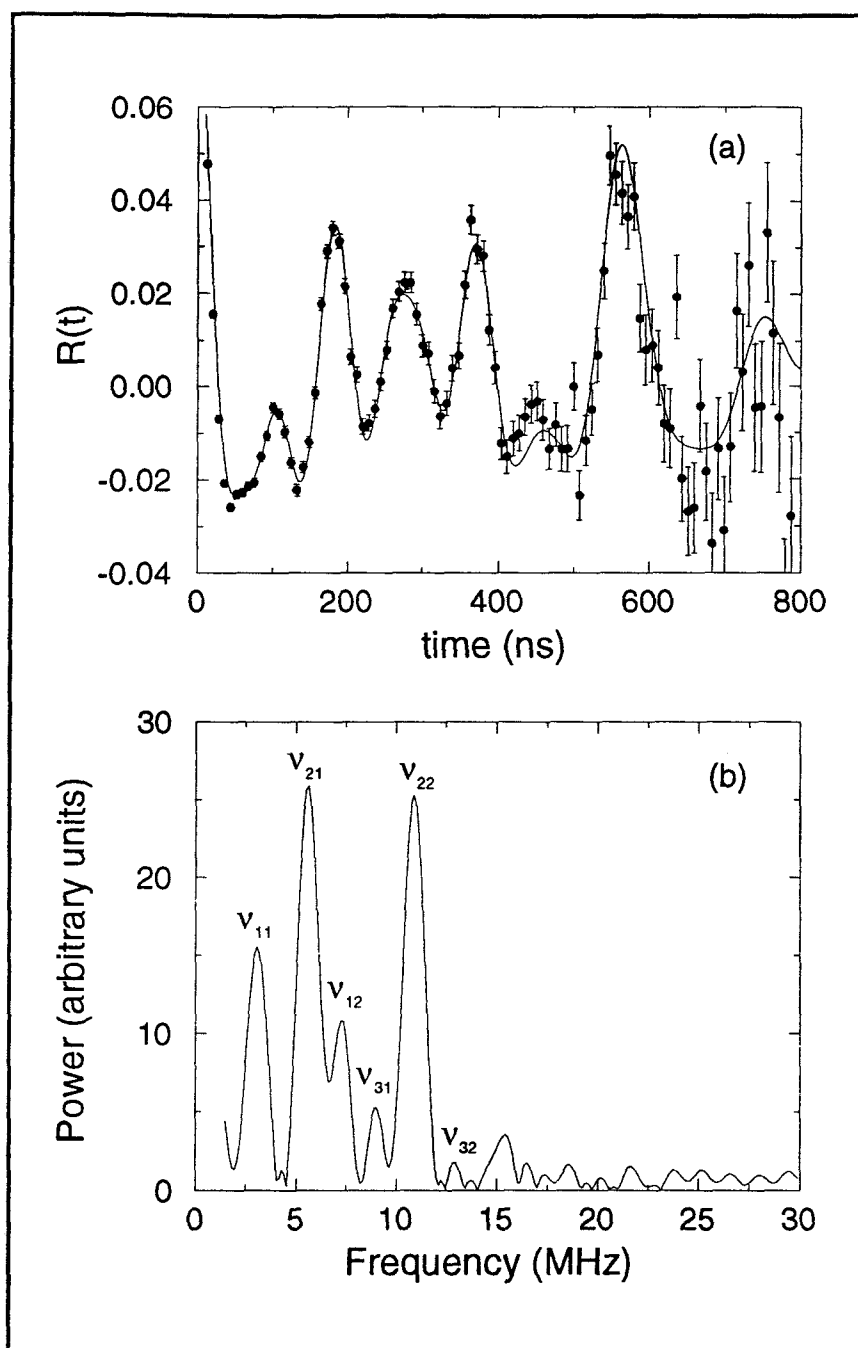 (a)
R(t)
0.06
0.04
0.02
0.00
-0.02
-0.04
0 200 400 600 800
time (ns)
(b)
Power (arbitrary units)
30
20
10
0
ν11
ν21
ν12
ν31
ν22
ν32
0 5 10 15 20 25 30
Frequency (MHz)